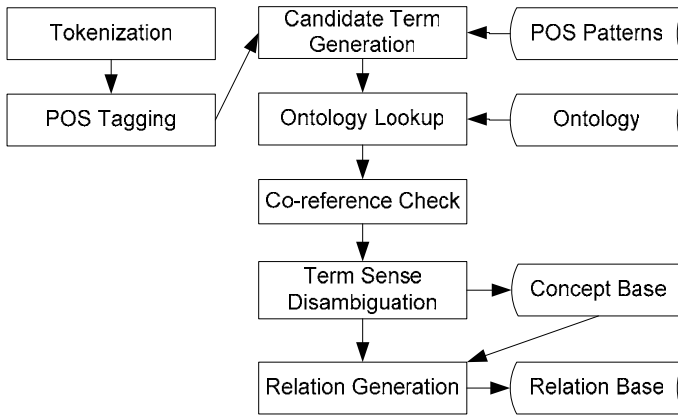 Tokenization
Candidate Term
Generation
POS Patterns
POS Tagging
Ontology Lookup
Ontology
Co-reference Check
Term Sense
Disambiguation
Concept Base
Relation Generation
Relation Base